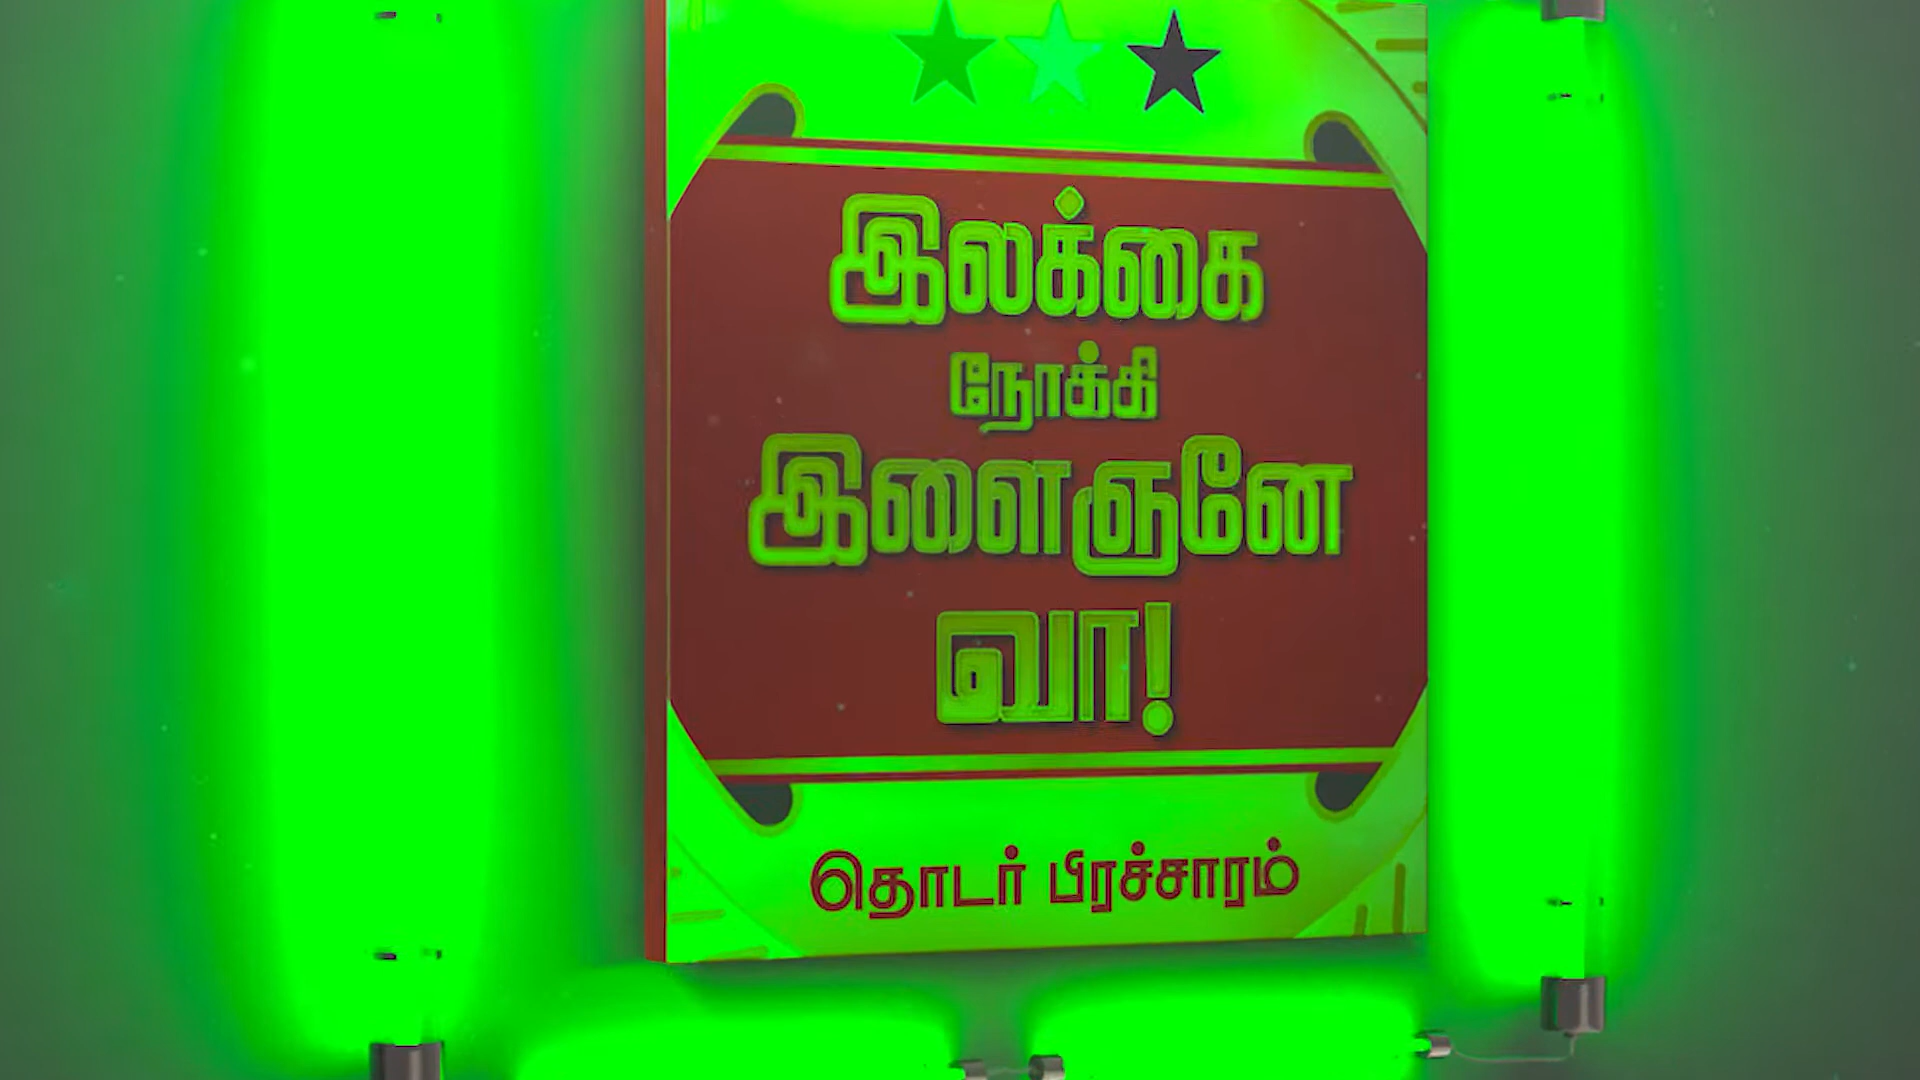 இலக்கை
நோக்கி
இளைஞனே
வா!
தொடர் பிரச்சாரம்